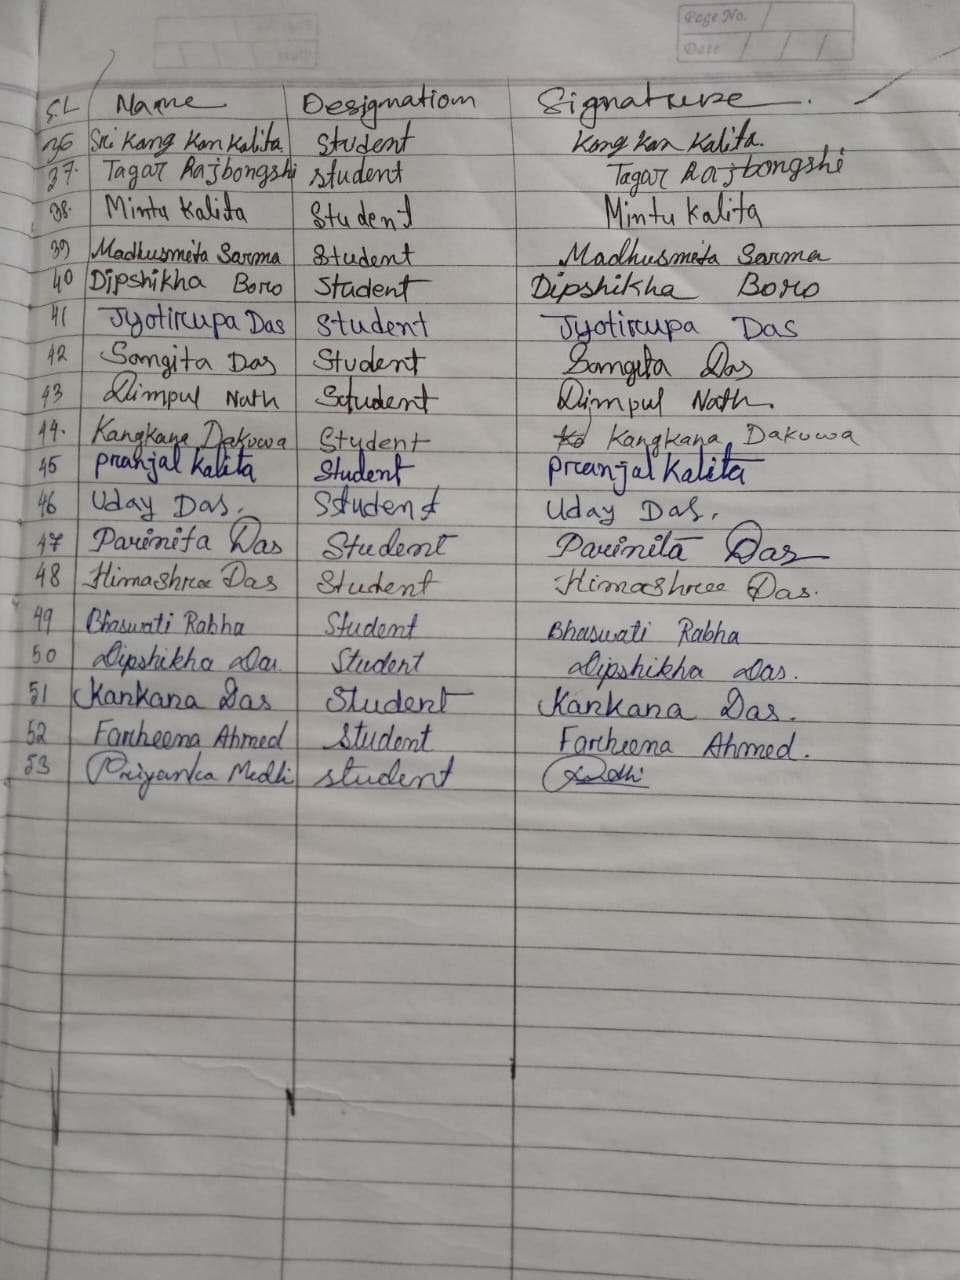 Page No.
Date
S.L Name Designation Signature
36 Sri Kang Kan Kalita. Student Kong Kan Kalita.
37. Tagar Rajbongshi student Tagar Rajbongshi
38. Mintu Kalita Student Mintu Kalita
39 Madhusmita Sarma Student Madhusmita Sarma
40 Dipshikha Boro Student Dipshikha Boro
41 Jyotirupa Das Student Jyotirupa Das
42 Sangita Das Student Sangita Das
43 Dimpul Nath Student Dimpul Nath.
44. Kangkana Dakuwa Student Kangkana Dakuwa
45 pranjal Kalita Student pranjal Kalita
46 Uday Das. Student Uday Das.
47 Parinita Das Student Parinita Das
48 Himashree Das Student Himashree Das.
49 Bhaswati Rabha Student Bhaswati Rabha
50 Dipshikha Das. Student Dipshikha Das.
51 Kankana Das Student Kankana Das.
52 Farheena Ahmed Student Farheena Ahmed.
53 Priyanka Medhi student